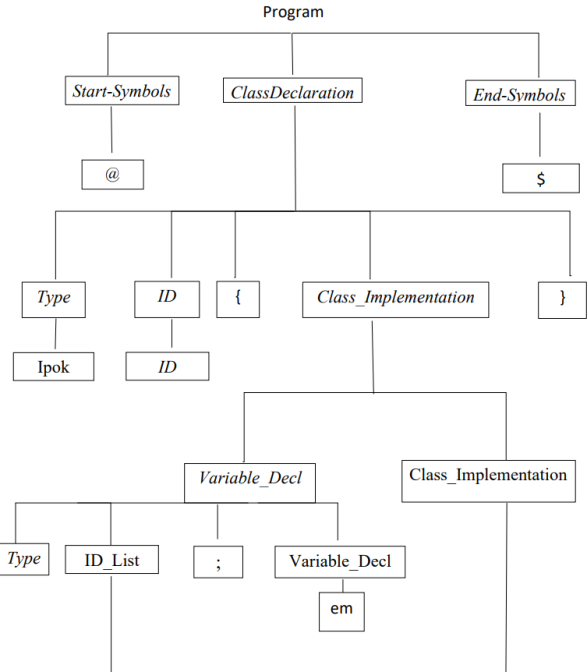 Program
Start-Symbols
ClassDeclaration
End-Symbols
@
$
Type
ID
{
Class_Implementation
}
Ipok
ID
Variable_Decl
Class_Implementation
Type
ID_List
;
Variable_Decl
em